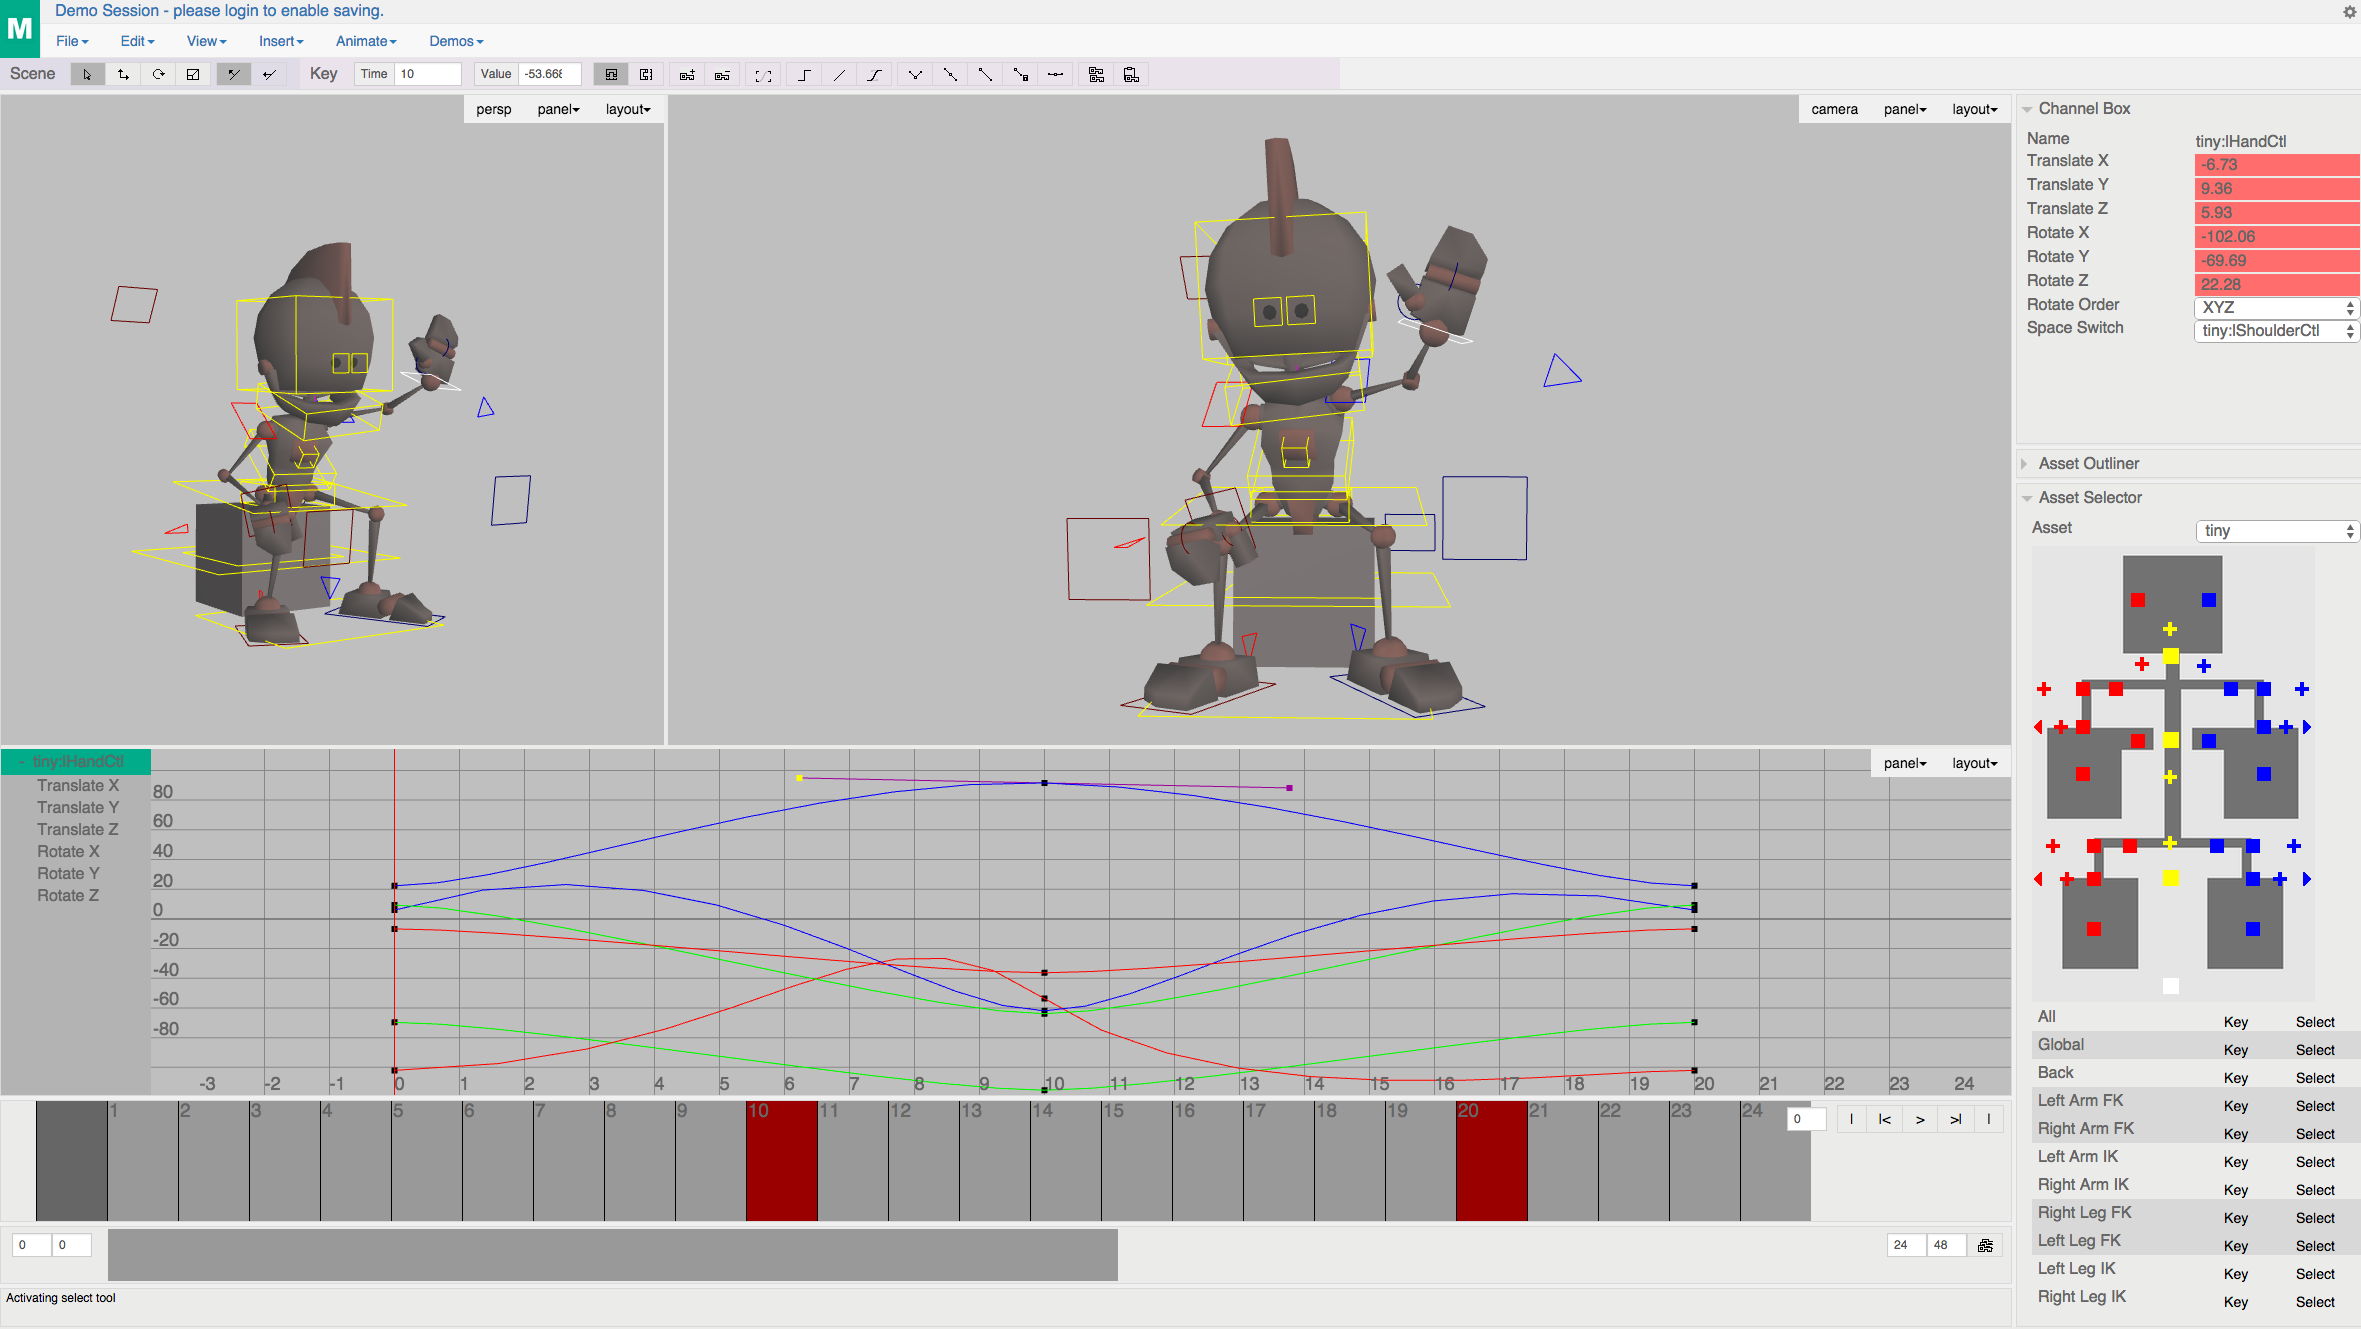 M
Demo Session - please login to enable saving.
File Edit View Insert Animate Demos
Scene Key Time 10 Value -53.668
persp panel layout
camera panel layout
Channel Box
Name tiny:lHandCtl
Translate X -6.73
Translate Y 9.36
Translate Z 5.93
Rotate X -102.06
Rotate Y -69.69
Rotate Z 22.28
Rotate Order XYZ
Space Switch tiny:lShoulderCtl
Asset Outliner
Asset Selector
Asset tiny
- tiny:lHandCtl
Translate X
Translate Y
Translate Z
Rotate X
Rotate Y
Rotate Z
panel layout
80
60
40
20
0
-20
-40
-60
-80
-3 -2 -1 0 1 2 3 4 5 6 7 8 9 10 11 12 13 14 15 16 17 18 19 20 21 22 23 24
1 2 3 4 5 6 7 8 9 10 11 12 13 14 15 16 17 18 19 20 21 22 23 24
0 | |< > >| |
0 0 24 48
Activating select tool
All Key Select
Global Key Select
Back Key Select
Left Arm FK Key Select
Right Arm FK Key Select
Left Arm IK Key Select
Right Arm IK Key Select
Right Leg FK Key Select
Left Leg FK Key Select
Left Leg IK Key Select
Right Leg IK Key Select